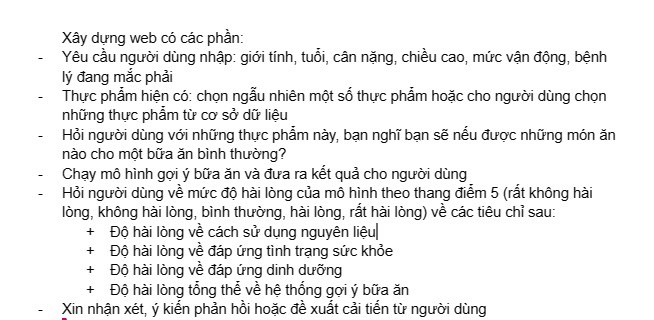 Xây dựng web có các phần:
- Yêu cầu người dùng nhập: giới tính, tuổi, cân nặng, chiều cao, mức vận động, bệnh
lý đang mắc phải
- Thực phẩm hiện có: chọn ngẫu nhiên một số thực phẩm hoặc cho người dùng chọn
những thực phẩm từ cơ sở dữ liệu
- Hỏi người dùng với những thực phẩm này, bạn nghĩ bạn sẽ nấu được những món ăn
nào cho một bữa ăn bình thường?
- Chạy mô hình gợi ý bữa ăn và đưa ra kết quả cho người dùng
- Hỏi người dùng về mức độ hài lòng của mô hình theo thang điểm 5 (rất không hài
lòng, không hài lòng, bình thường, hài lòng, rất hài lòng) về các tiêu chỉ sau:
+ Độ hài lòng về cách sử dụng nguyên liệu
+ Độ hài lòng về đáp ứng tình trạng sức khỏe
+ Độ hài lòng về đáp ứng dinh dưỡng
+ Độ hài lòng tổng thể về hệ thống gợi ý bữa ăn
- Xin nhận xét, ý kiến phản hồi hoặc đề xuất cải tiến từ người dùng